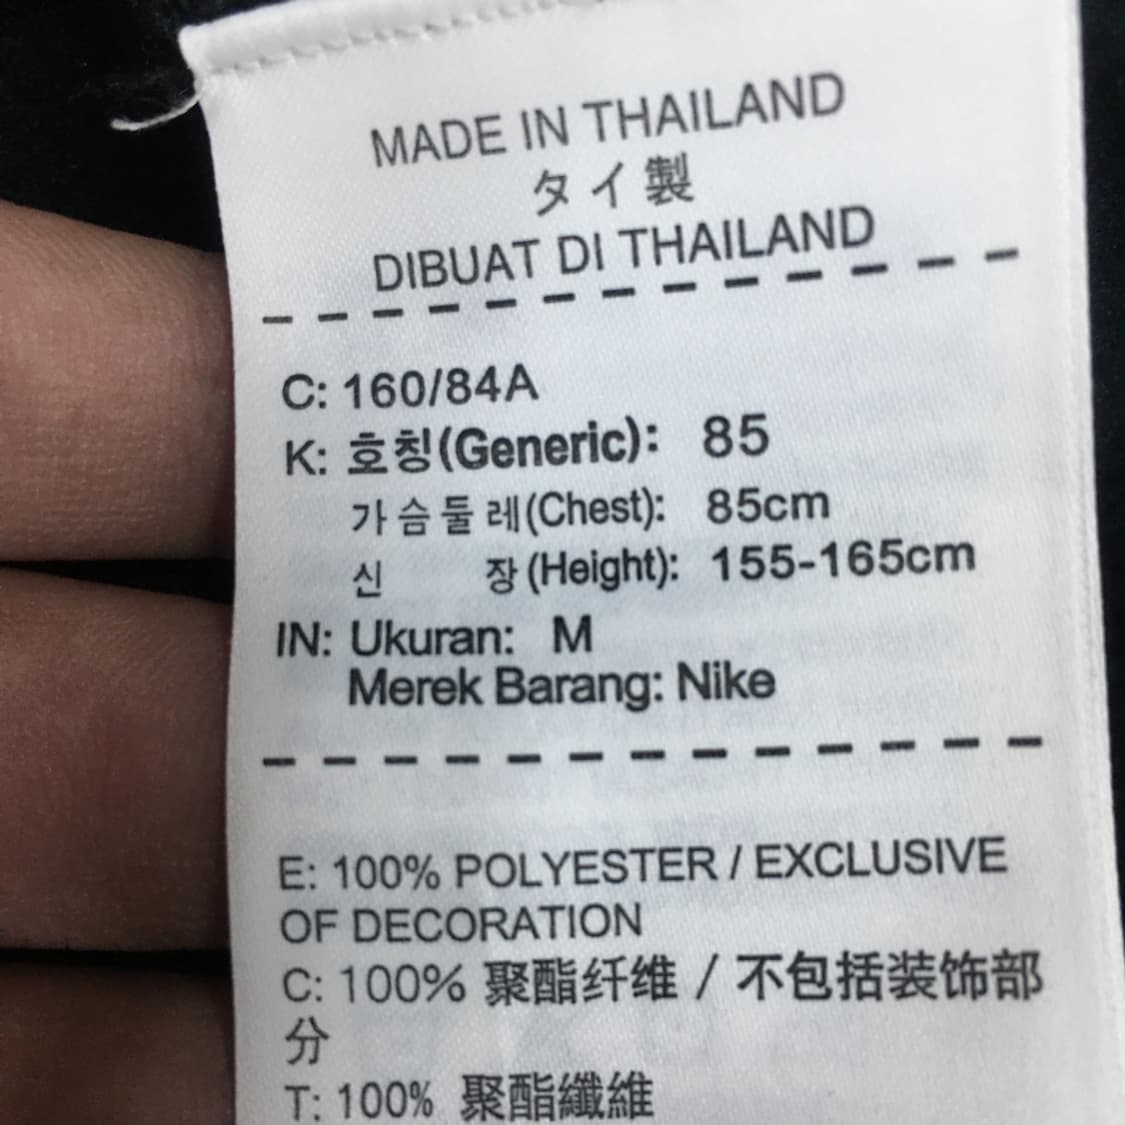 MADE IN THAILAND
タイ製
DIBUAT DI THAILAND
C: 160/84A
K: 호칭(Generic): 85
가슴둘레(Chest): 85cm
신 장(Height): 155-165cm
IN: Ukuran: M
Merek Barang: Nike
E: 100% POLYESTER / EXCLUSIVE
OF DECORATION
C: 100% 聚酯纤维 / 不包括装饰部
分
T: 100% 聚酯纖維